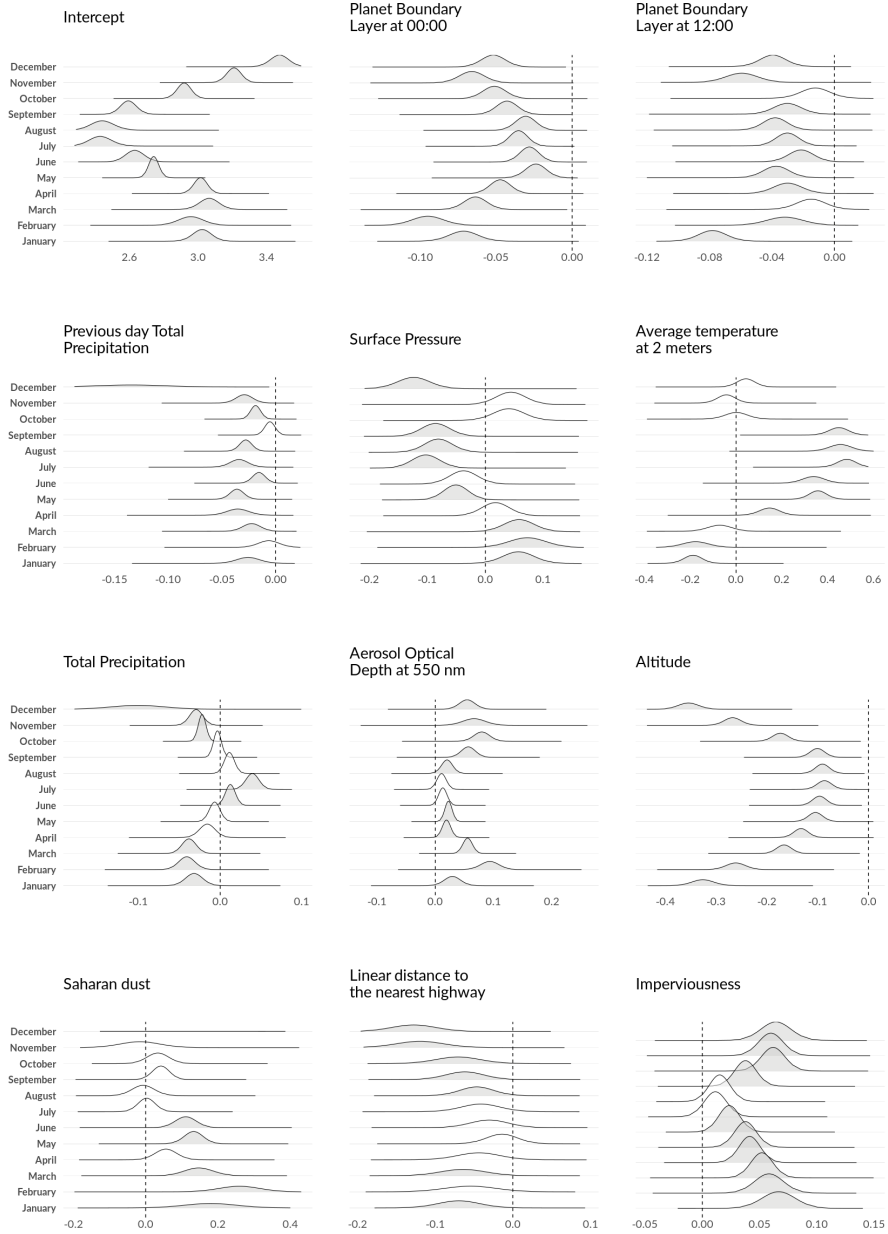 Intercept
Planet Boundary
Layer at 00:00
Planet Boundary
Layer at 12:00
December
November
October
September
August
July
June
May
April
March
February
January
2.6 3.0 3.4
-0.10 -0.05 0.00
-0.12 -0.08 -0.04 0.00
Previous day Total
Precipitation
Surface Pressure
Average temperature
at 2 meters
December
November
October
September
August
July
June
May
April
March
February
January
-0.15 -0.10 -0.05 0.00
-0.2 -0.1 0.0 0.1
-0.4 -0.2 0.0 0.2 0.4 0.6
Total Precipitation
Aerosol Optical
Depth at 550 nm
Altitude
December
November
October
September
August
July
June
May
April
March
February
January
-0.1 0.0 0.1
-0.1 0.0 0.1 0.2
-0.4 -0.3 -0.2 -0.1 0.0
Saharan dust
Linear distance to
the nearest highway
Imperviousness
December
November
October
September
August
July
June
May
April
March
February
January
-0.2 0.0 0.2 0.4
-0.2 -0.1 0.0 0.1
-0.05 0.00 0.05 0.10 0.15